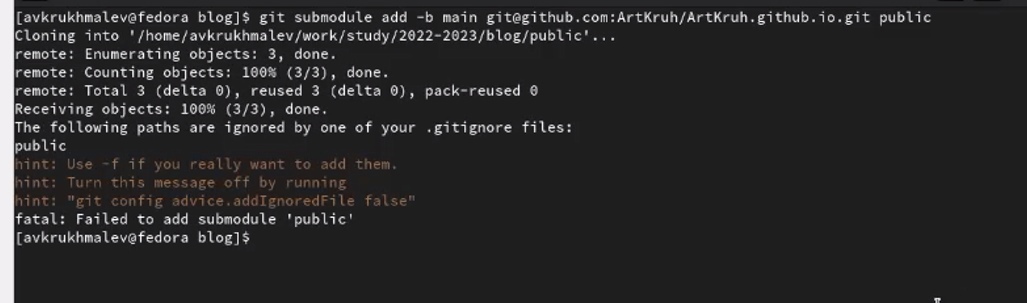 [avkrukhmalev@fedora blog]$ git submodule add -b main git@github.com:ArtKruh/ArtKruh.github.io.git public
Cloning into '/home/avkrukhmalev/work/study/2022-2023/blog/public'...
remote: Enumerating objects: 3, done.
remote: Counting objects: 100% (3/3), done.
remote: Total 3 (delta 0), reused 3 (delta 0), pack-reused 0
Receiving objects: 100% (3/3), done.
The following paths are ignored by one of your .gitignore files:
public
hint: Use -f if you really want to add them.
hint: Turn this message off by running
hint: "git config advice.addIgnoredFile false"
fatal: Failed to add submodule 'public'
[avkrukhmalev@fedora blog]$